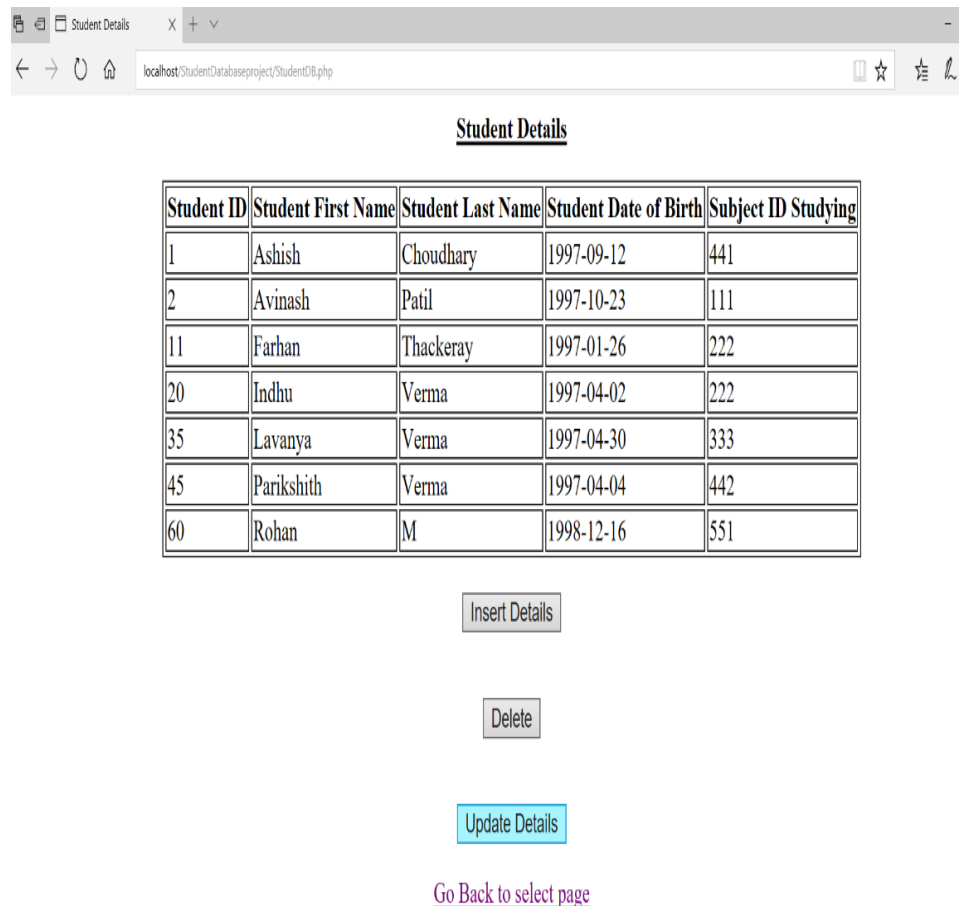 Student Details
localhost/StudentDatabaseproject/StudentDB.php
Student Details
Student ID Student First Name Student Last Name Student Date of Birth Subject ID Studying
1 Ashish Choudhary 1997-09-12 441
2 Avinash Patil 1997-10-23 111
11 Farhan Thackeray 1997-01-26 222
20 Indhu Verma 1997-04-02 222
35 Lavanya Verma 1997-04-30 333
45 Parikshith Verma 1997-04-04 442
60 Rohan M 1998-12-16 551
Insert Details
Delete
Update Details
Go Back to select page